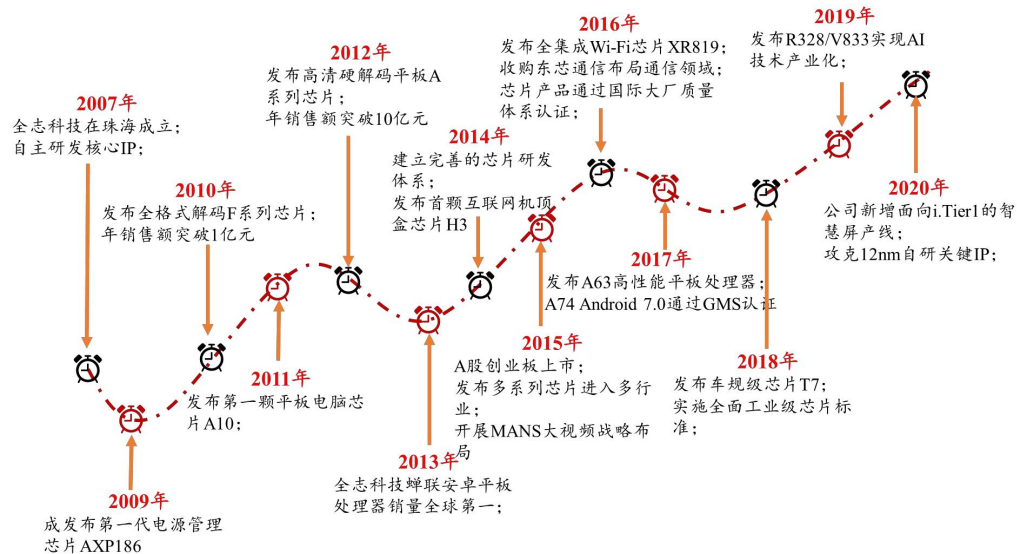 2007年
全志科技在珠海成立；
自主研发核心IP；
2009年
成发布第一代电源管理
芯片AXP186
2010年
发布全格式解码F系列芯片；
年销售额突破1亿元
2011年
发布第一颗平板电脑芯
片A10；
2012年
发布高清硬解码平板A
系列芯片；
年销售额突破10亿元
2013年
全志科技蝉联安卓平板
处理器销量全球第一；
2014年
建立完善的芯片研发
体系；
发布首颗互联网机顶
盒芯片H3
2015年
A股创业板上市；
发布多系列芯片进入多行
业；
开展MANS大视频战略布
局
2016年
发布全集成Wi-Fi芯片XR819；
收购东芯通信布局通信领域；
芯片产品通过国际大厂质量
体系认证；
2017年
发布A63高性能平板处理器；
A74 Android 7.0通过GMS认证
2018年
发布车规级芯片T7；
实施全面工业级芯片标
准；
2019年
发布R328/V833实现AI
技术产业化；
2020年
公司新增面向i.Tier1的智
慧屏产线；
攻克12nm自研关键IP；